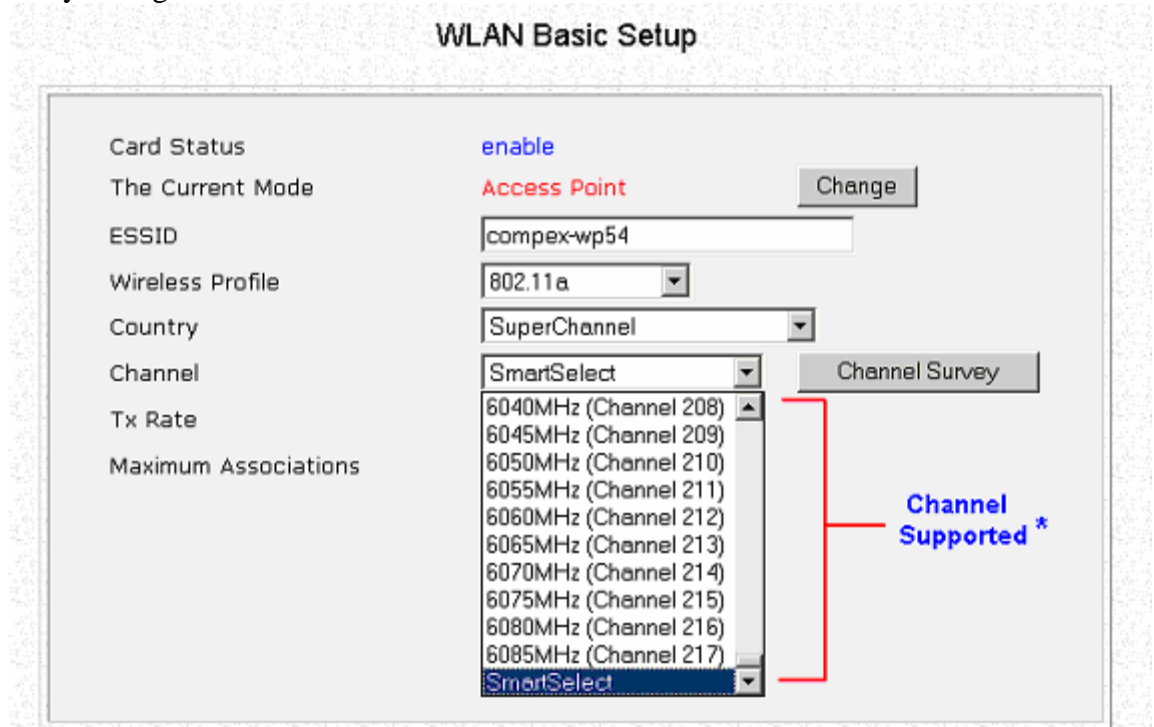 WLAN Basic Setup
Card Status enable
The Current Mode Access Point Change
ESSID compex-wp54
Wireless Profile 802.11a
Country SuperChannel
Channel SmartSelect Channel Survey
Tx Rate
Maximum Associations
6040MHz (Channel 208)
6045MHz (Channel 209)
6050MHz (Channel 210)
6055MHz (Channel 211)
6060MHz (Channel 212)
6065MHz (Channel 213)
6070MHz (Channel 214)
6075MHz (Channel 215)
6080MHz (Channel 216)
6085MHz (Channel 217)
SmartSelect
Channel
Supported *